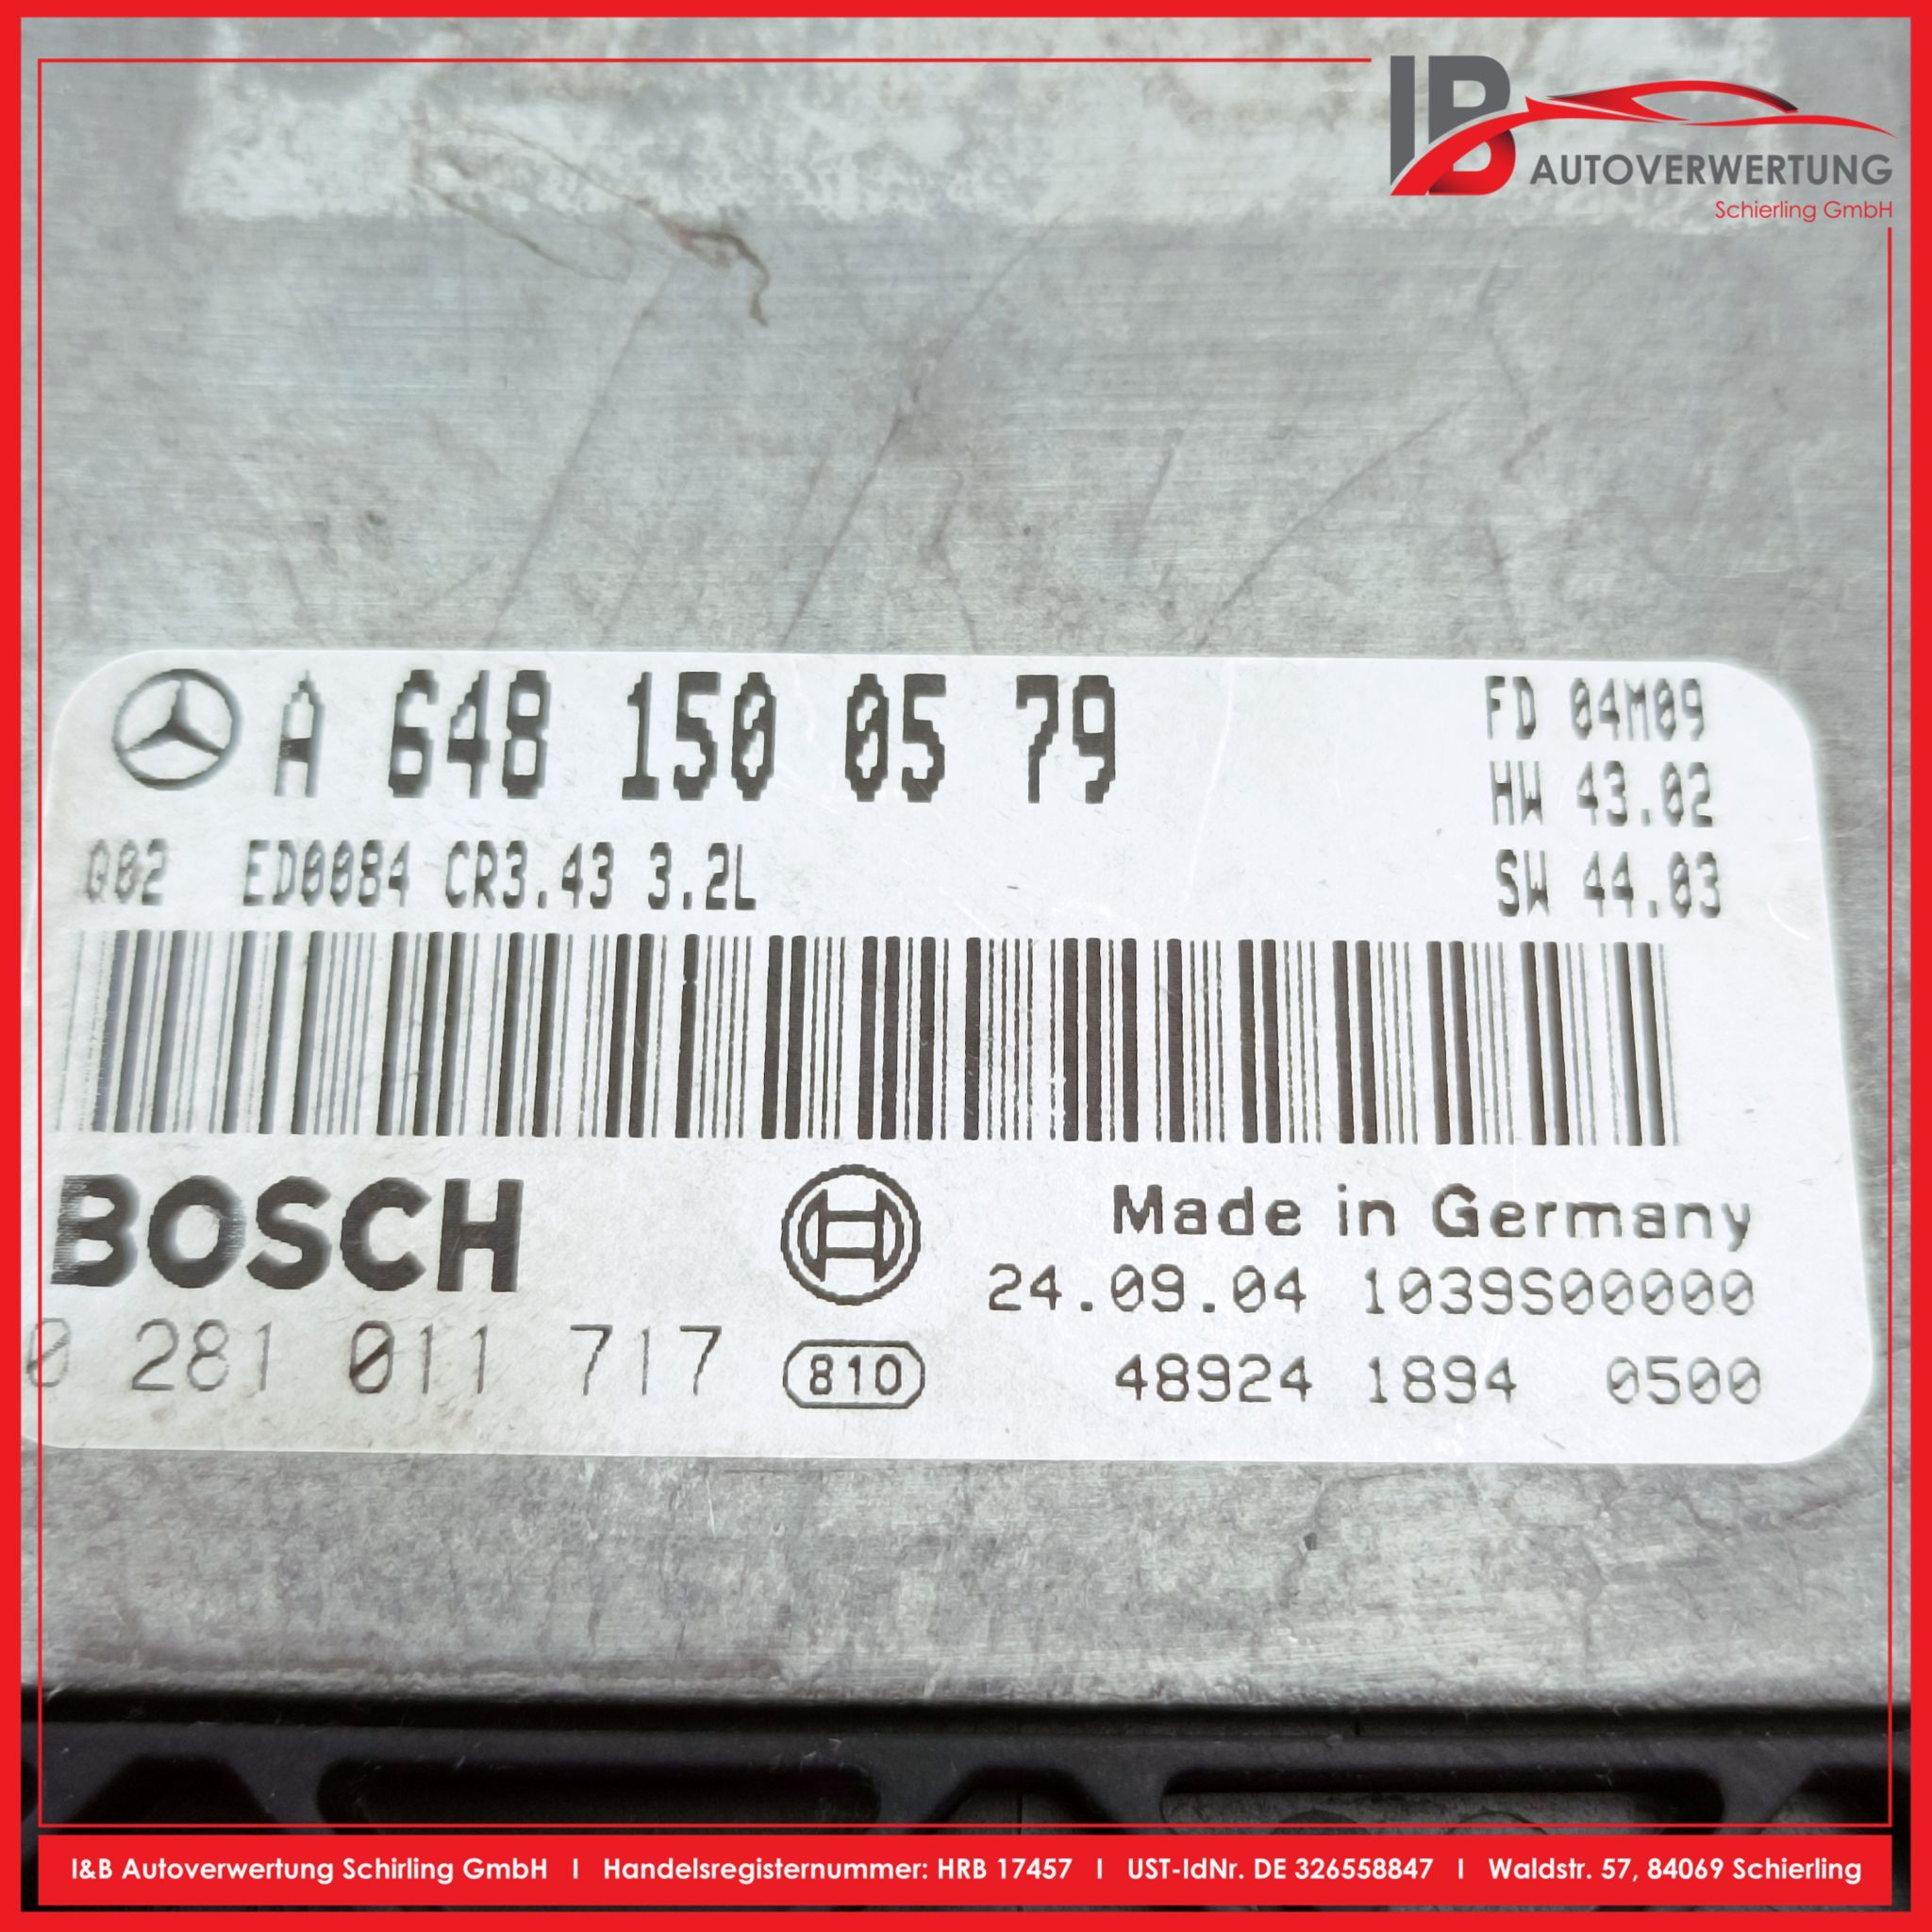 IB
AUTOVERWERTUNG
Schierling GmbH
A 648 150 05 79
FD 04M09
HW 43.02
Q02 ED0084 CR3.43 3.2L
SW 44.03
BOSCH
Made in Germany
24.09.04 1039S00000
0 281 011 717
810
48924 1894 0500
I&B Autoverwertung Schirling GmbH I Handelsregisternummer: HRB 17457 I UST-IdNr. DE 326558847 I Waldstr. 57, 84069 Schierling